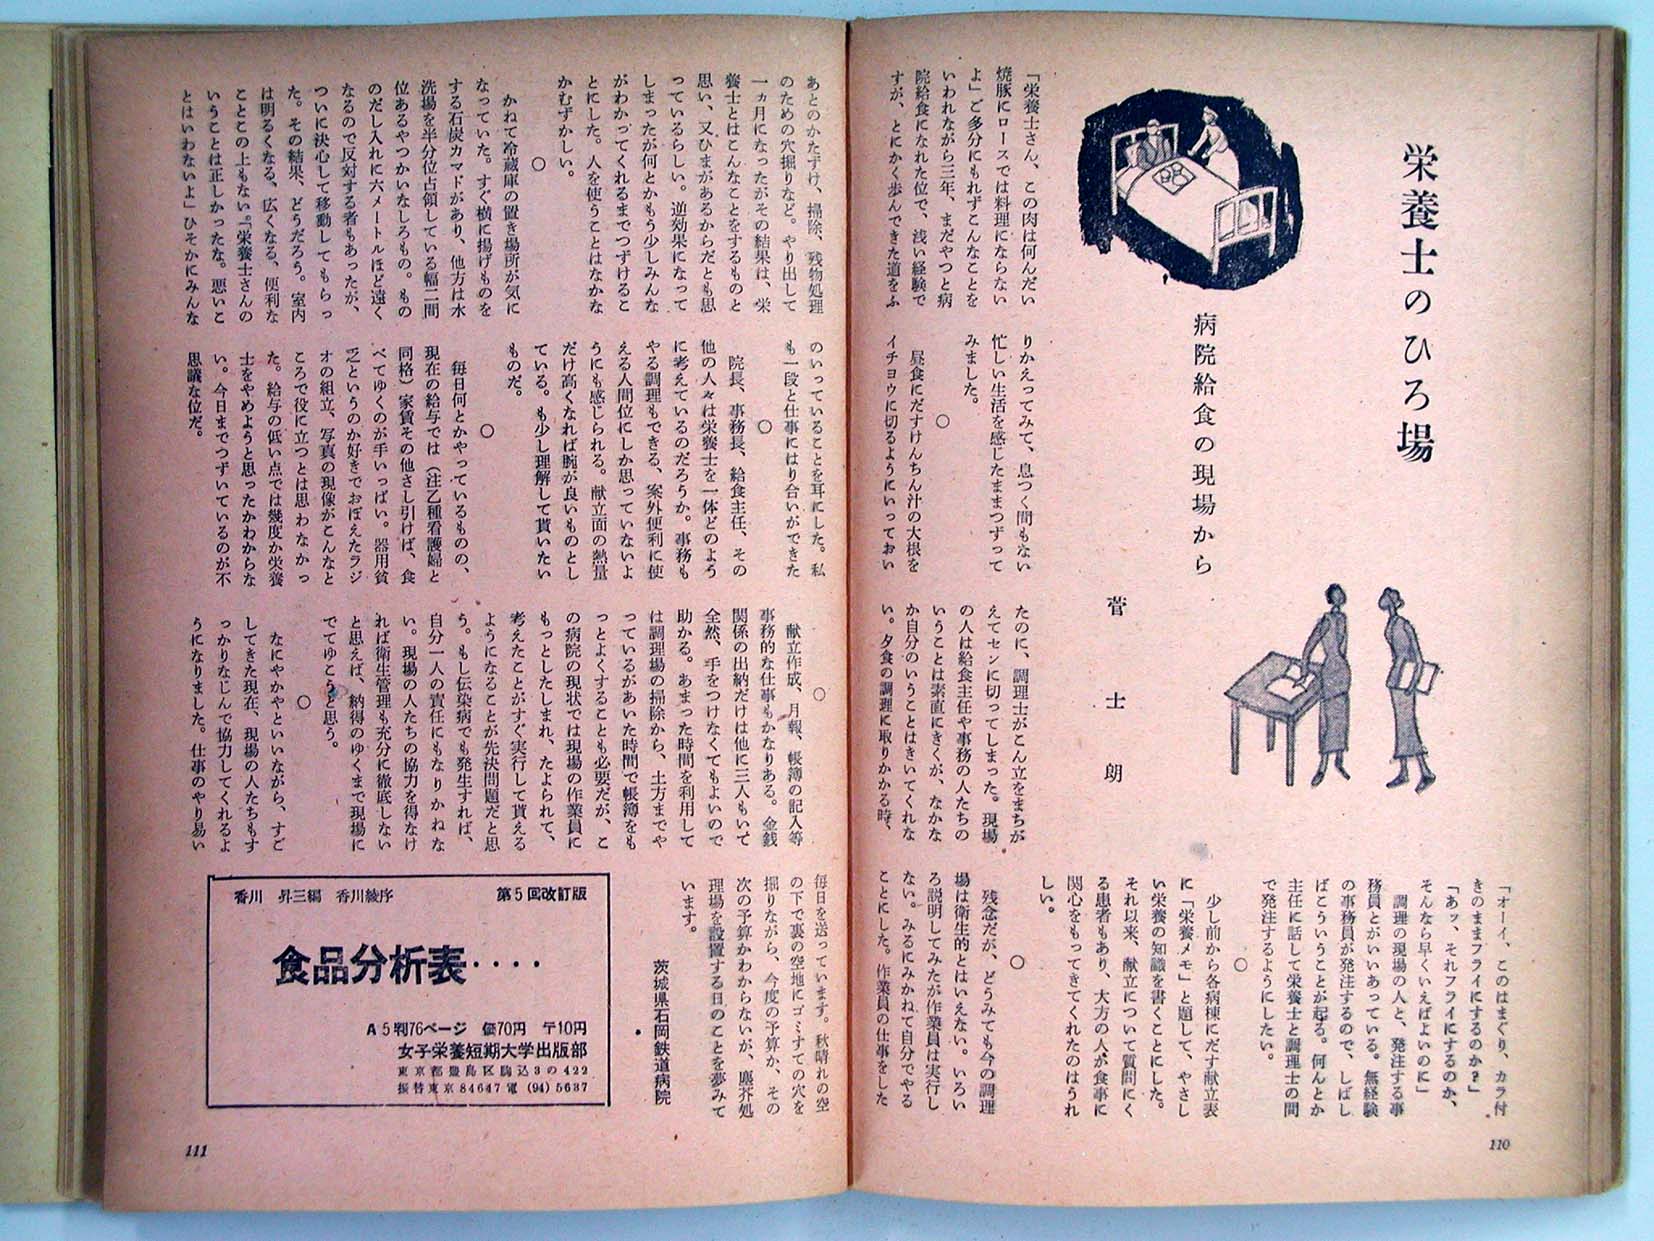 栄養士のひろ場
病院給食の現場から
菅士朗
「栄養士さん、この肉は何んだい
焼豚にロースでは料理にならない
よ」ご多分にもれずこんなことを
いわれながら三年、まだやつと病
院給食になれた位で、浅い経験で
すが、とにかく歩んできた道をふ
りかえってみて、息つく間もない
忙しい生活を感じたままつずって
みました。
○
昼食にだすけんちん汁の大根を
イチョウに切るようにいっておい
たのに、調理士がこん立をまちが
えてセンに切ってしまった。現場
の人は給食主任や事務の人たちの
いうことは素直にきくが、なかな
か自分のいうことはきいてくれな
い。夕食の調理に取りかかる時、
「オーイ、このはまぐり、カラ付
きのままフライにするのか？」
「あッ、それフライにするのか、
そんなら早くいえばよいのに」
調理の現場の人と、発注する事
務員とがいいあっている。無経験
の事務員が発注するので、しばし
ばこういうことが起る。何んとか
主任に話して栄養士と調理士の間
で発注するようにしたい。
○
少し前から各病棟にだす献立表
に「栄養メモ」と題して、やさし
い栄養の知識を書くことにした。
それ以来、献立について質問にく
る患者もあり、大方の人が食事に
関心をもってきてくれたのはうれ
しい。
○
残念だが、どうみても今の調理
場は衛生的とはいえない。いろい
ろ説明してみたが作業員は実行し
ない。みるにみかねて自分でやる
ことにした。作業員の仕事をした
110
あとのかたずけ、掃除、残物処理
のための穴掘りなど。やり出して
一ヵ月になったがその結果は、栄
養士とはこんなことをするものと
思い、又ひまがあるからだとも思
っているらしい。逆効果になって
しまったが何とかもう少しみんな
がわかってくれるまでつずけるこ
とにした。人を使うことはなかな
かむずかしい。
○
かねて冷蔵庫の置き場所が気に
なっていた。すぐ横に揚げものを
する石炭カマドがあり、他方は水
洗場を半分位占領している幅二間
位あるやつかいなしろもの。もの
のだし入れに六メートルほど遠く
なるので反対する者もあったが、
ついに決心して移動してもらっ
た。その結果、どうだろう。室内
は明るくなる、広くなる、便利な
ことこの上もない。『栄養士さんの
いうことは正しかったな。悪いこ
とはいわないよ」ひそかにみんな
のいっていることを耳にした。私
も一段と仕事にはり合いができた
○
院長、事務長、給食主任、その
他の人々は栄養士を一体どのよう
に考えているのだろうか。事務も
やる調理もできる、案外便利に使
える人間位にしか思っていないよ
うにも感じられる。献立面の熱量
だけ高くなれば腕が良いものとし
ている。も少し理解して貰いたい
ものだ。
○
毎日何とかやっているものの、
現在の給与では（注乙種看護婦と
同格）家賃その他さし引けば、食
べてゆくのが手いっぱい。器用貧
乏というのか好きでおぼえたラジ
オの組立、写真の現像がこんなと
ころで役に立つとは思わなかっ
た。給与の低い点では幾度か栄養
士をやめようと思ったかわからな
い。今日までつずいているのが不
思議な位だ。
○
献立作成、月報、帳簿の記入等
事務的な仕事もかなりある。金銭
関係の出納だけは他に三人もいて
全然、手をつけなくてもよいので
助かる。あまった時間を利用して
は調理場の掃除から、土方までや
っているがあいた時間で帳簿をも
っとよくすることも必要だが、こ
の病院の現状では現場の作業員に
もっとしたしまれ、たよられて、
考えたことがすぐ実行して貰える
ようになることが先決問題だと思
う。もし伝染病でも発生すれば、
自分一人の責任にもなりかねな
い。現場の人たちの協力を得なけ
れば衛生管理も充分に徹底しない
と思えば、納得のゆくまで現場に
でてゆこうと思う。
○
なにやかやといいながら、すご
してきた現在、現場の人たちもす
っかりなじんで協力してくれるよ
うになりました。仕事のやり易い
毎日を送っています。秋晴れの空
の下で裏の空地にゴミすての穴を
掘りながら、今度の予算か、その
次の予算かわからないが、塵芥処
理場を設置する日のことを夢みて
います。
茨城県石岡鉄道病院
香川 昇三編 香川綾序 第5回改訂版
食品分析表‥‥
A5判76ページ 価70円 〒10円
女子栄養短期大学出版部
東京都豊島区駒込3の422
振替東京84647電(94)5637
111